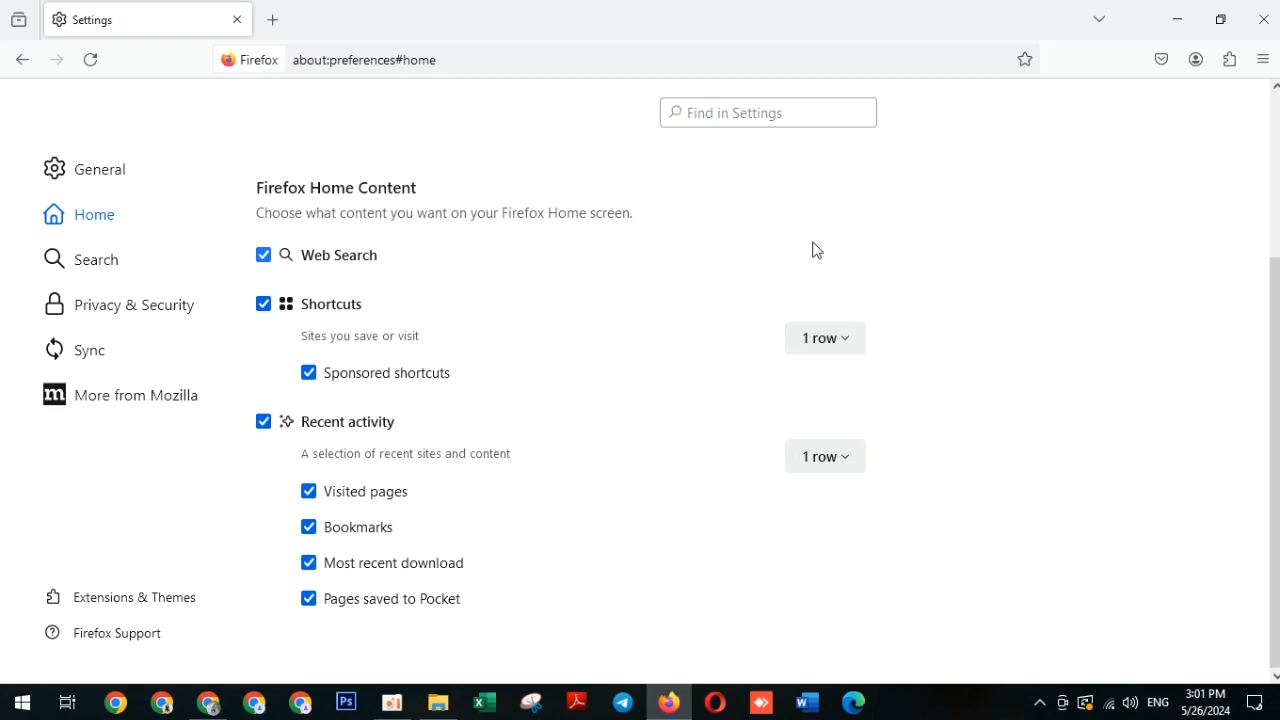 Settings
Firefox
about:preferences#home
Find in Settings
General
Home
Search
Privacy & Security
Sync
m More from Mozilla
Extensions & Themes
Firefox Support
Firefox Home Content
Choose what content you want on your Firefox Home screen.
Web Search
Shortcuts
Sites you save or visit
1 row
Sponsored shortcuts
Recent activity
A selection of recent sites and content
1 row
Visited pages
Bookmarks
Most recent download
Pages saved to Pocket
Ps
ENG
3:01 PM
5/26/2024